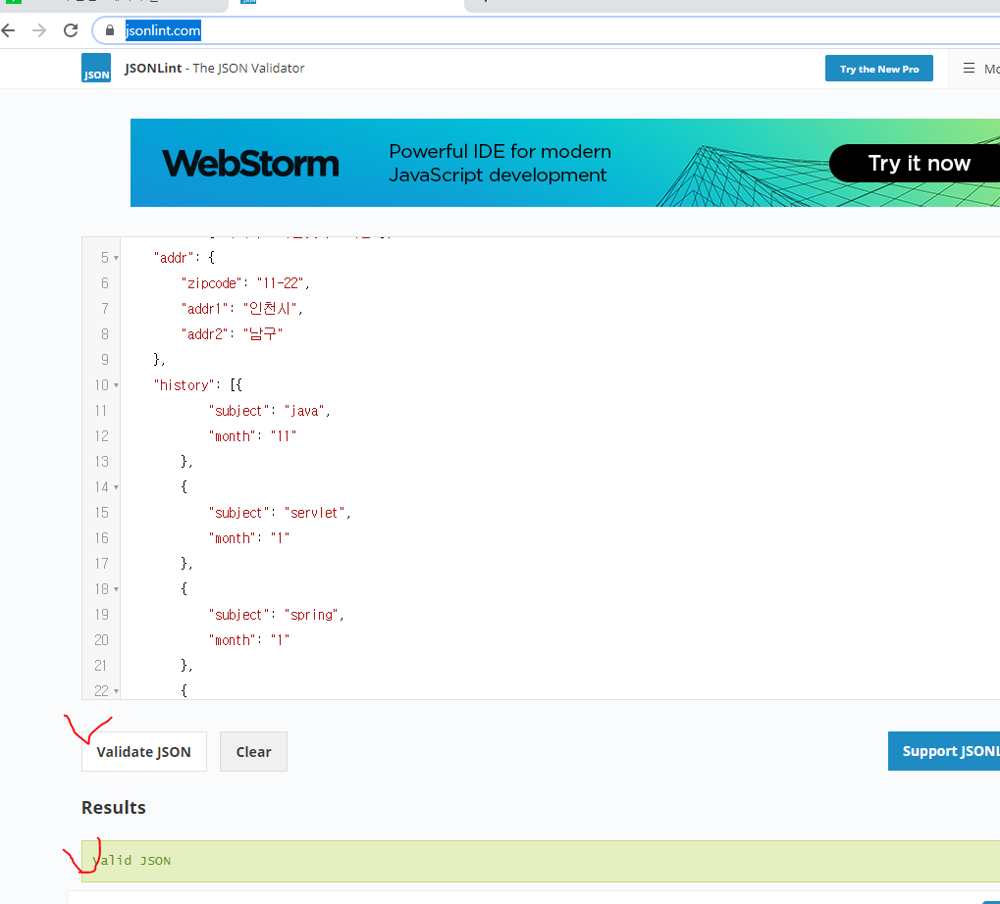 jsonlint.com
JSON
JSONLint - The JSON Validator
Try the New Pro
WebStorm
Powerful IDE for modern
JavaScript development
Try it now
5 "addr": {
6 "zipcode": "11-22",
7 "addr1": "인천시",
8 "addr2": "남구"
9 },
10 "history": [{
11 "subject": "java",
12 "month": "11"
13 },
14 {
15 "subject": "servlet",
16 "month": "1"
17 },
18 {
19 "subject": "spring",
20 "month": "1"
21 },
22 {
Validate JSON
Clear
Support JSONL
Results
Valid JSON